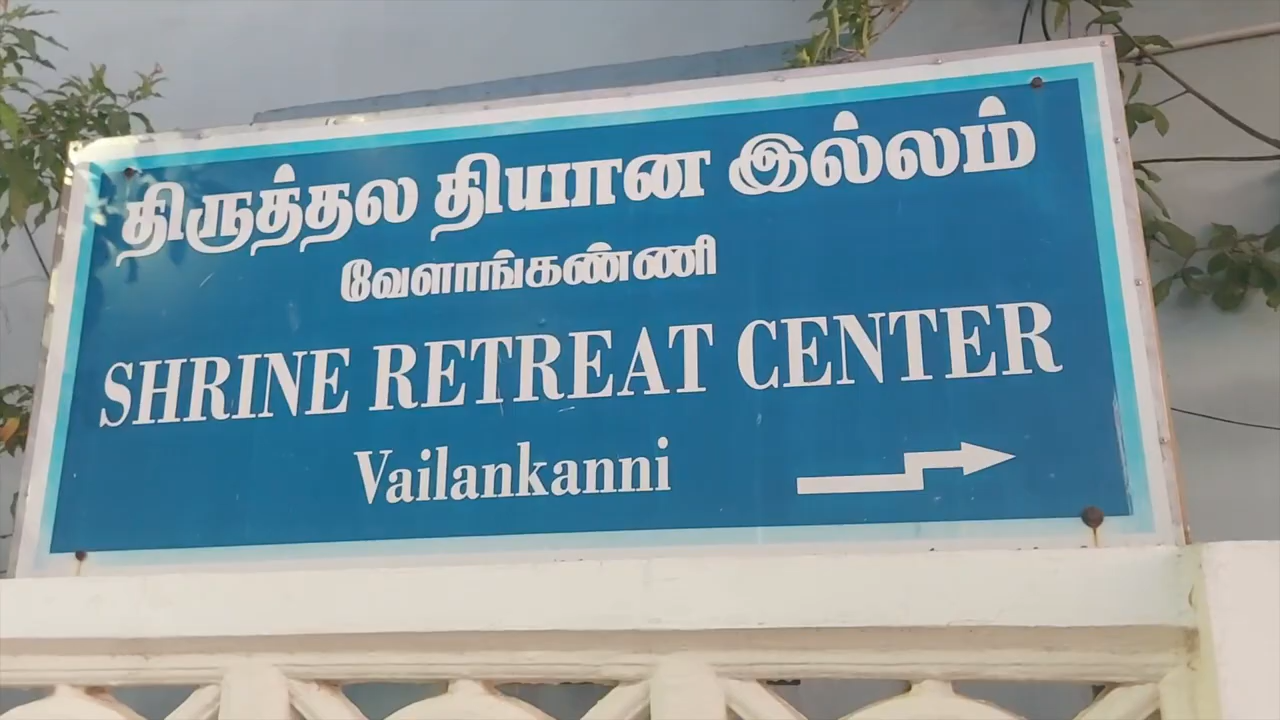 திருத்தல தியான இல்லம்
வேளாங்கண்ணி
SHRINE RETREAT CENTER
Vailankanni